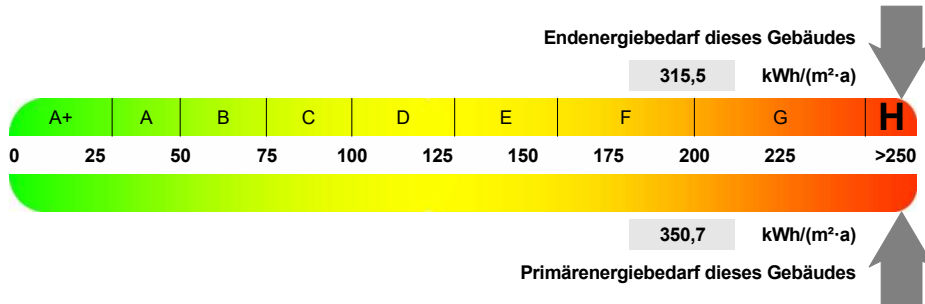 Endenergiebedarf dieses Gebäudes
315,5 kWh/(m²·a)
A+ A B C D E F G H
0 25 50 75 100 125 150 175 200 225 >250
350,7 kWh/(m²·a)
Primärenergiebedarf dieses Gebäudes